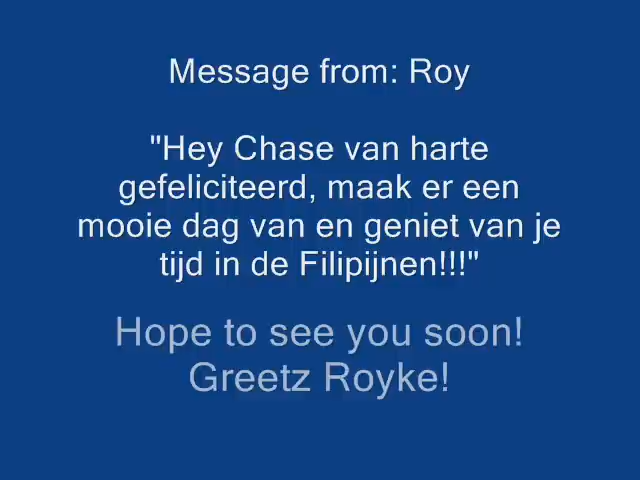 Message from: Roy
"Hey Chase van harte
gefeliciteerd, maak er een
mooie dag van en geniet van je
tijd in de Filipijnen!!!"
Hope to see you soon!
Greetz Royke!